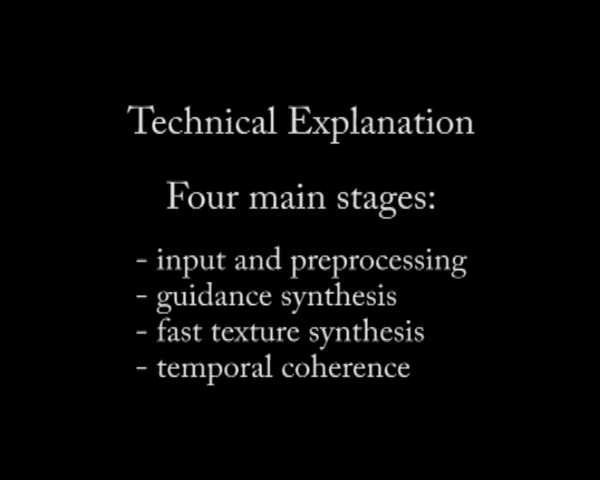 Technical Explanation
Four main stages:
- input and preprocessing
- guidance synthesis
- fast texture synthesis
- temporal coherence